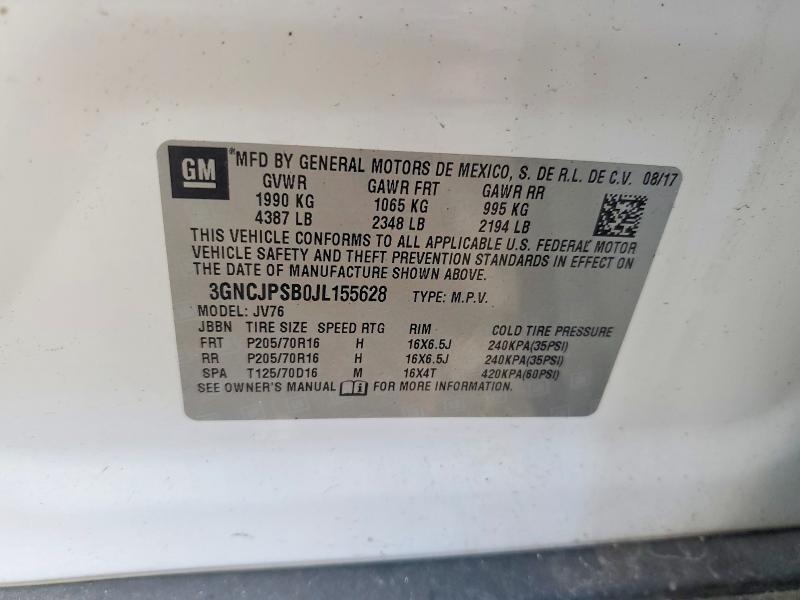 GM *MFD BY GENERAL MOTORS DE MEXICO, S. DE R.L. DE C.V. 08/17
GVWR GAWR FRT GAWR RR
1990 KG 1065 KG 995 KG
4387 LB 2348 LB 2194 LB
THIS VEHICLE CONFORMS TO ALL APPLICABLE U.S. FEDERAL MOTOR
VEHICLE SAFETY AND THEFT PREVENTION STANDARDS IN EFFECT ON
THE DATE OF MANUFACTURE SHOWN ABOVE.
3GNCJPSB0JL155628 TYPE: M.P.V.
MODEL: JV76
JBBN TIRE SIZE SPEED RTG RIM COLD TIRE PRESSURE
FRT P205/70R16 H 16X6.5J 240KPA(35PSI)
RR P205/70R16 H 16X6.5J 240KPA(35PSI)
SPA T125/70D16 M 16X4T 420KPA(60PSI)
SEE OWNER'S MANUAL FOR MORE INFORMATION.